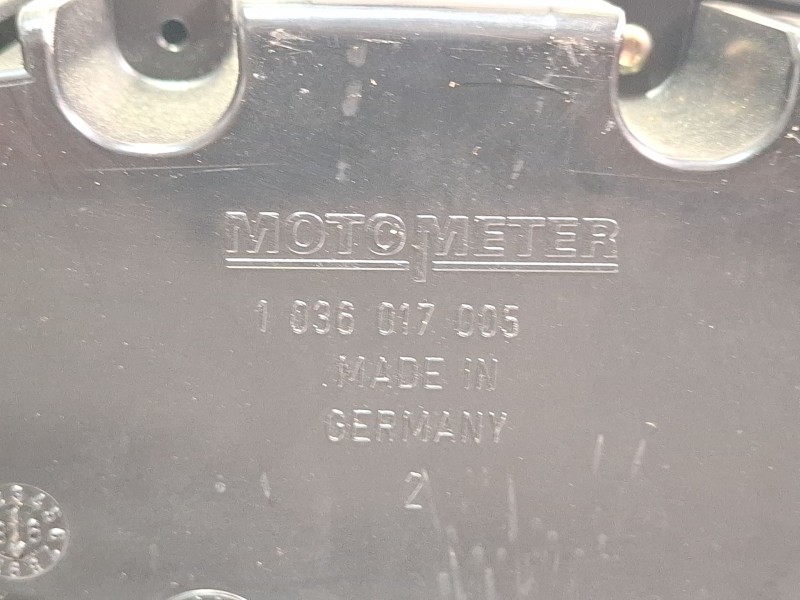 MOTOMETER
1 036 017 005
MADE IN
GERMANY
2